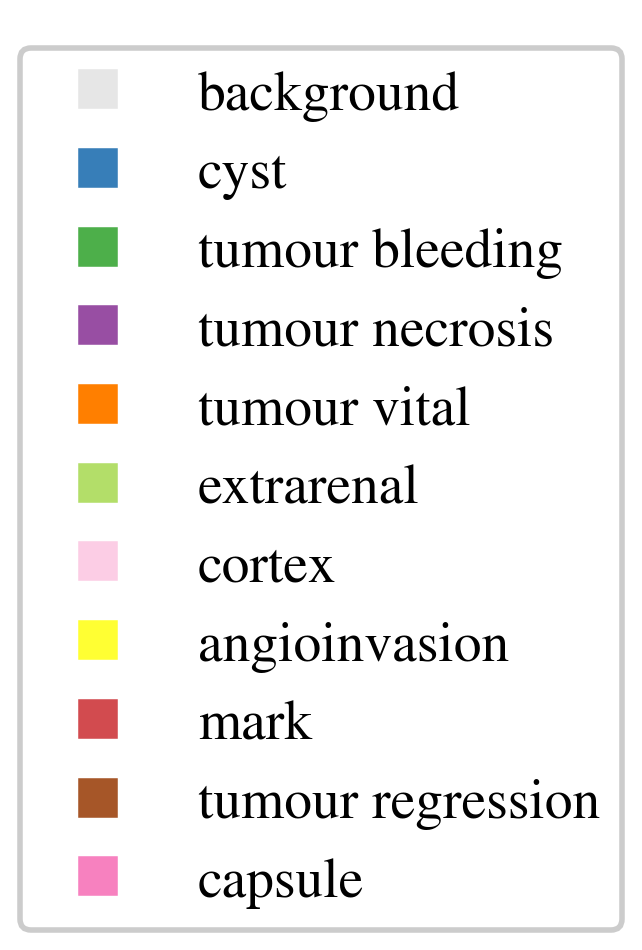 background
cyst
tumour bleeding
tumour necrosis
tumour vital
extrarenal
cortex
angioinvasion
mark
tumour regression
capsule